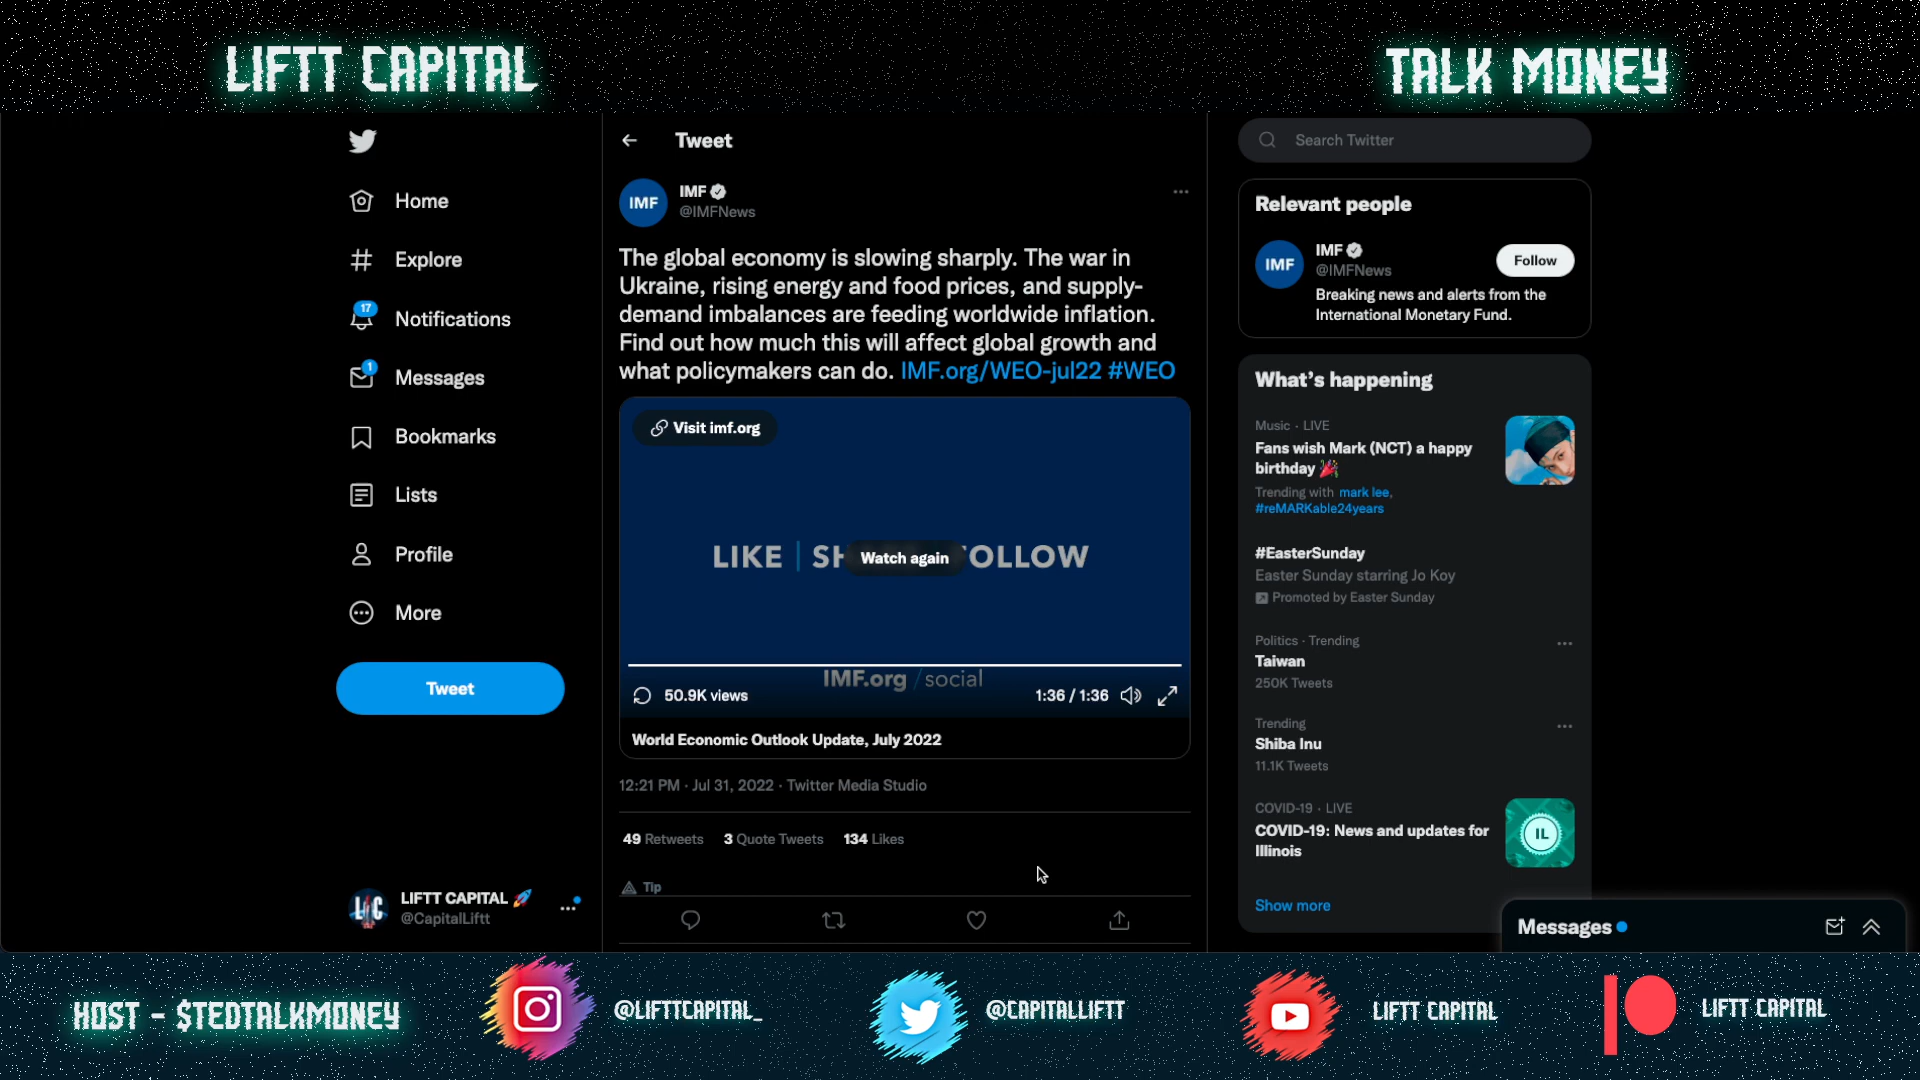 LIFTT CAPITAL
TALK MONEY
Home
Explore
17
Notifications
1
Messages
Bookmarks
Lists
Profile
More
Tweet
LIFTT CAPITAL 🚀
@CapitalLiftt
Tweet
IMF
IMF
@IMFNews
The global economy is slowing sharply. The war in
Ukraine, rising energy and food prices, and supply-
demand imbalances are feeding worldwide inflation.
Find out how much this will affect global growth and
what policymakers can do. IMF.org/WEO-jul22 #WEO
Visit imf.org
LIKE | SH Watch again OLLOW
IMF.org /social
50.9K views
1:36 / 1:36
World Economic Outlook Update, July 2022
12:21 PM · Jul 31, 2022 · Twitter Media Studio
49 Retweets 3 Quote Tweets 134 Likes
Tip
Search Twitter
Relevant people
IMF
IMF
@IMFNews
Follow
Breaking news and alerts from the
International Monetary Fund.
What's happening
Music · LIVE
Fans wish Mark (NCT) a happy
birthday 🎉
Trending with mark lee,
#reMARKable24years
#EasterSunday
Easter Sunday starring Jo Koy
Promoted by Easter Sunday
Politics · Trending
Taiwan
250K Tweets
Trending
Shiba Inu
11.1K Tweets
COVID-19 · LIVE
COVID-19: News and updates for
Illinois
IL
Show more
Messages
HOST - $TEDTALKMONEY
@LIFTTCAPITAL_
@CAPITALLIFTT
LIFTT CAPITAL
LIFTT CAPITAL